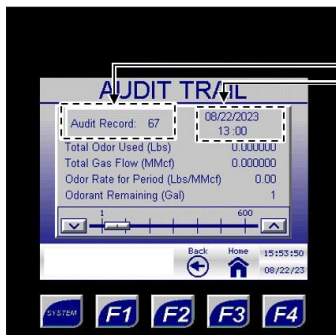 AUDIT TRAIL
Audit Record: 67
08/22/2023
13 :00
Total Odor Used (Lbs) 0.000000
Total Gas Flow (MMcf) 0.000000
Odor Rate for Period (Lbs/MMcf) 0.00
Odorant Remaining (Gal) 1
1 600
Back Home 15:53:50
08/22/23
SYSTEM F1 F2 F3 F4